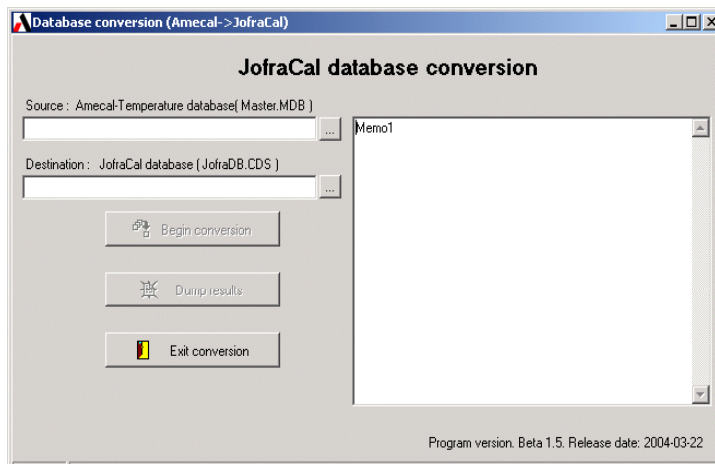 Database conversion (Amecal->JofraCal)
JofraCal database conversion
Source : Amecal-Temperature database( Master.MDB )
...
Memo1
Destination : JofraCal database ( JofraDB.CDS )
...
Begin conversion
Dump results
Exit conversion
Program version. Beta 1.5. Release date: 2004-03-22